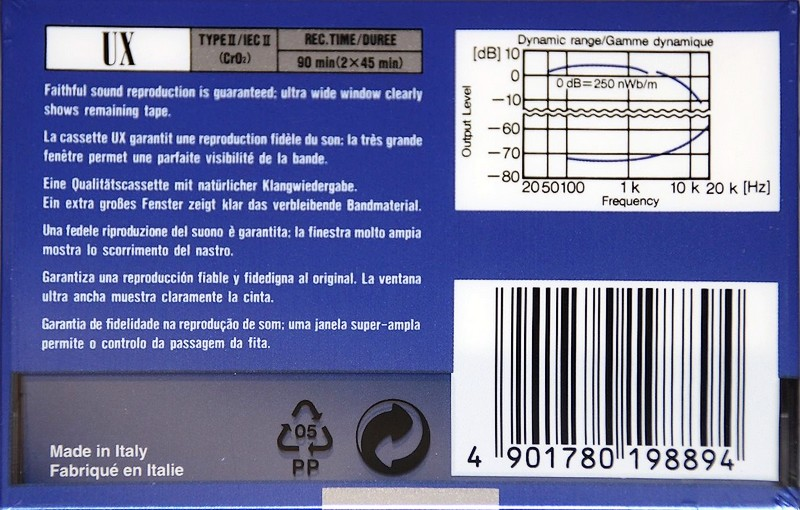 UX
TYPE II/IEC II
(CrO₂)
REC.TIME/DUREE
90 min(2×45 min)
Faithful sound reproduction is guaranteed; ultra wide window clearly
shows remaining tape.
La cassette UX garantit une reproduction fidèle du son; la très grande
fenêtre permet une parfaite visibilité de la bande.
Eine Qualitätscassette mit natürlicher Klangwiedergabe.
Ein extra großes Fenster zeigt klar das verbleibende Bandmaterial.
Una fedele riproduzione del suono è garantita; la finestra molto ampia
mostra lo scorrimento del nastro.
Garantiza una reproducción fiable y fidedigna al original. La ventana
ultra ancha muestra claramente la cinta.
Garantia de fidelidade na reprodução de som; uma janela super-ampla
permite o controlo da passagem da fita.
Made in Italy
Fabriqué en Italie
05
PP
Dynamic range/Gamme dynamique
[dB]
10
0
−10
−60
−70
−80
0 dB=250 nWb/m
Output Level
20 50 100 1 k 10 k 20 k [Hz]
Frequency
4 901780 198894